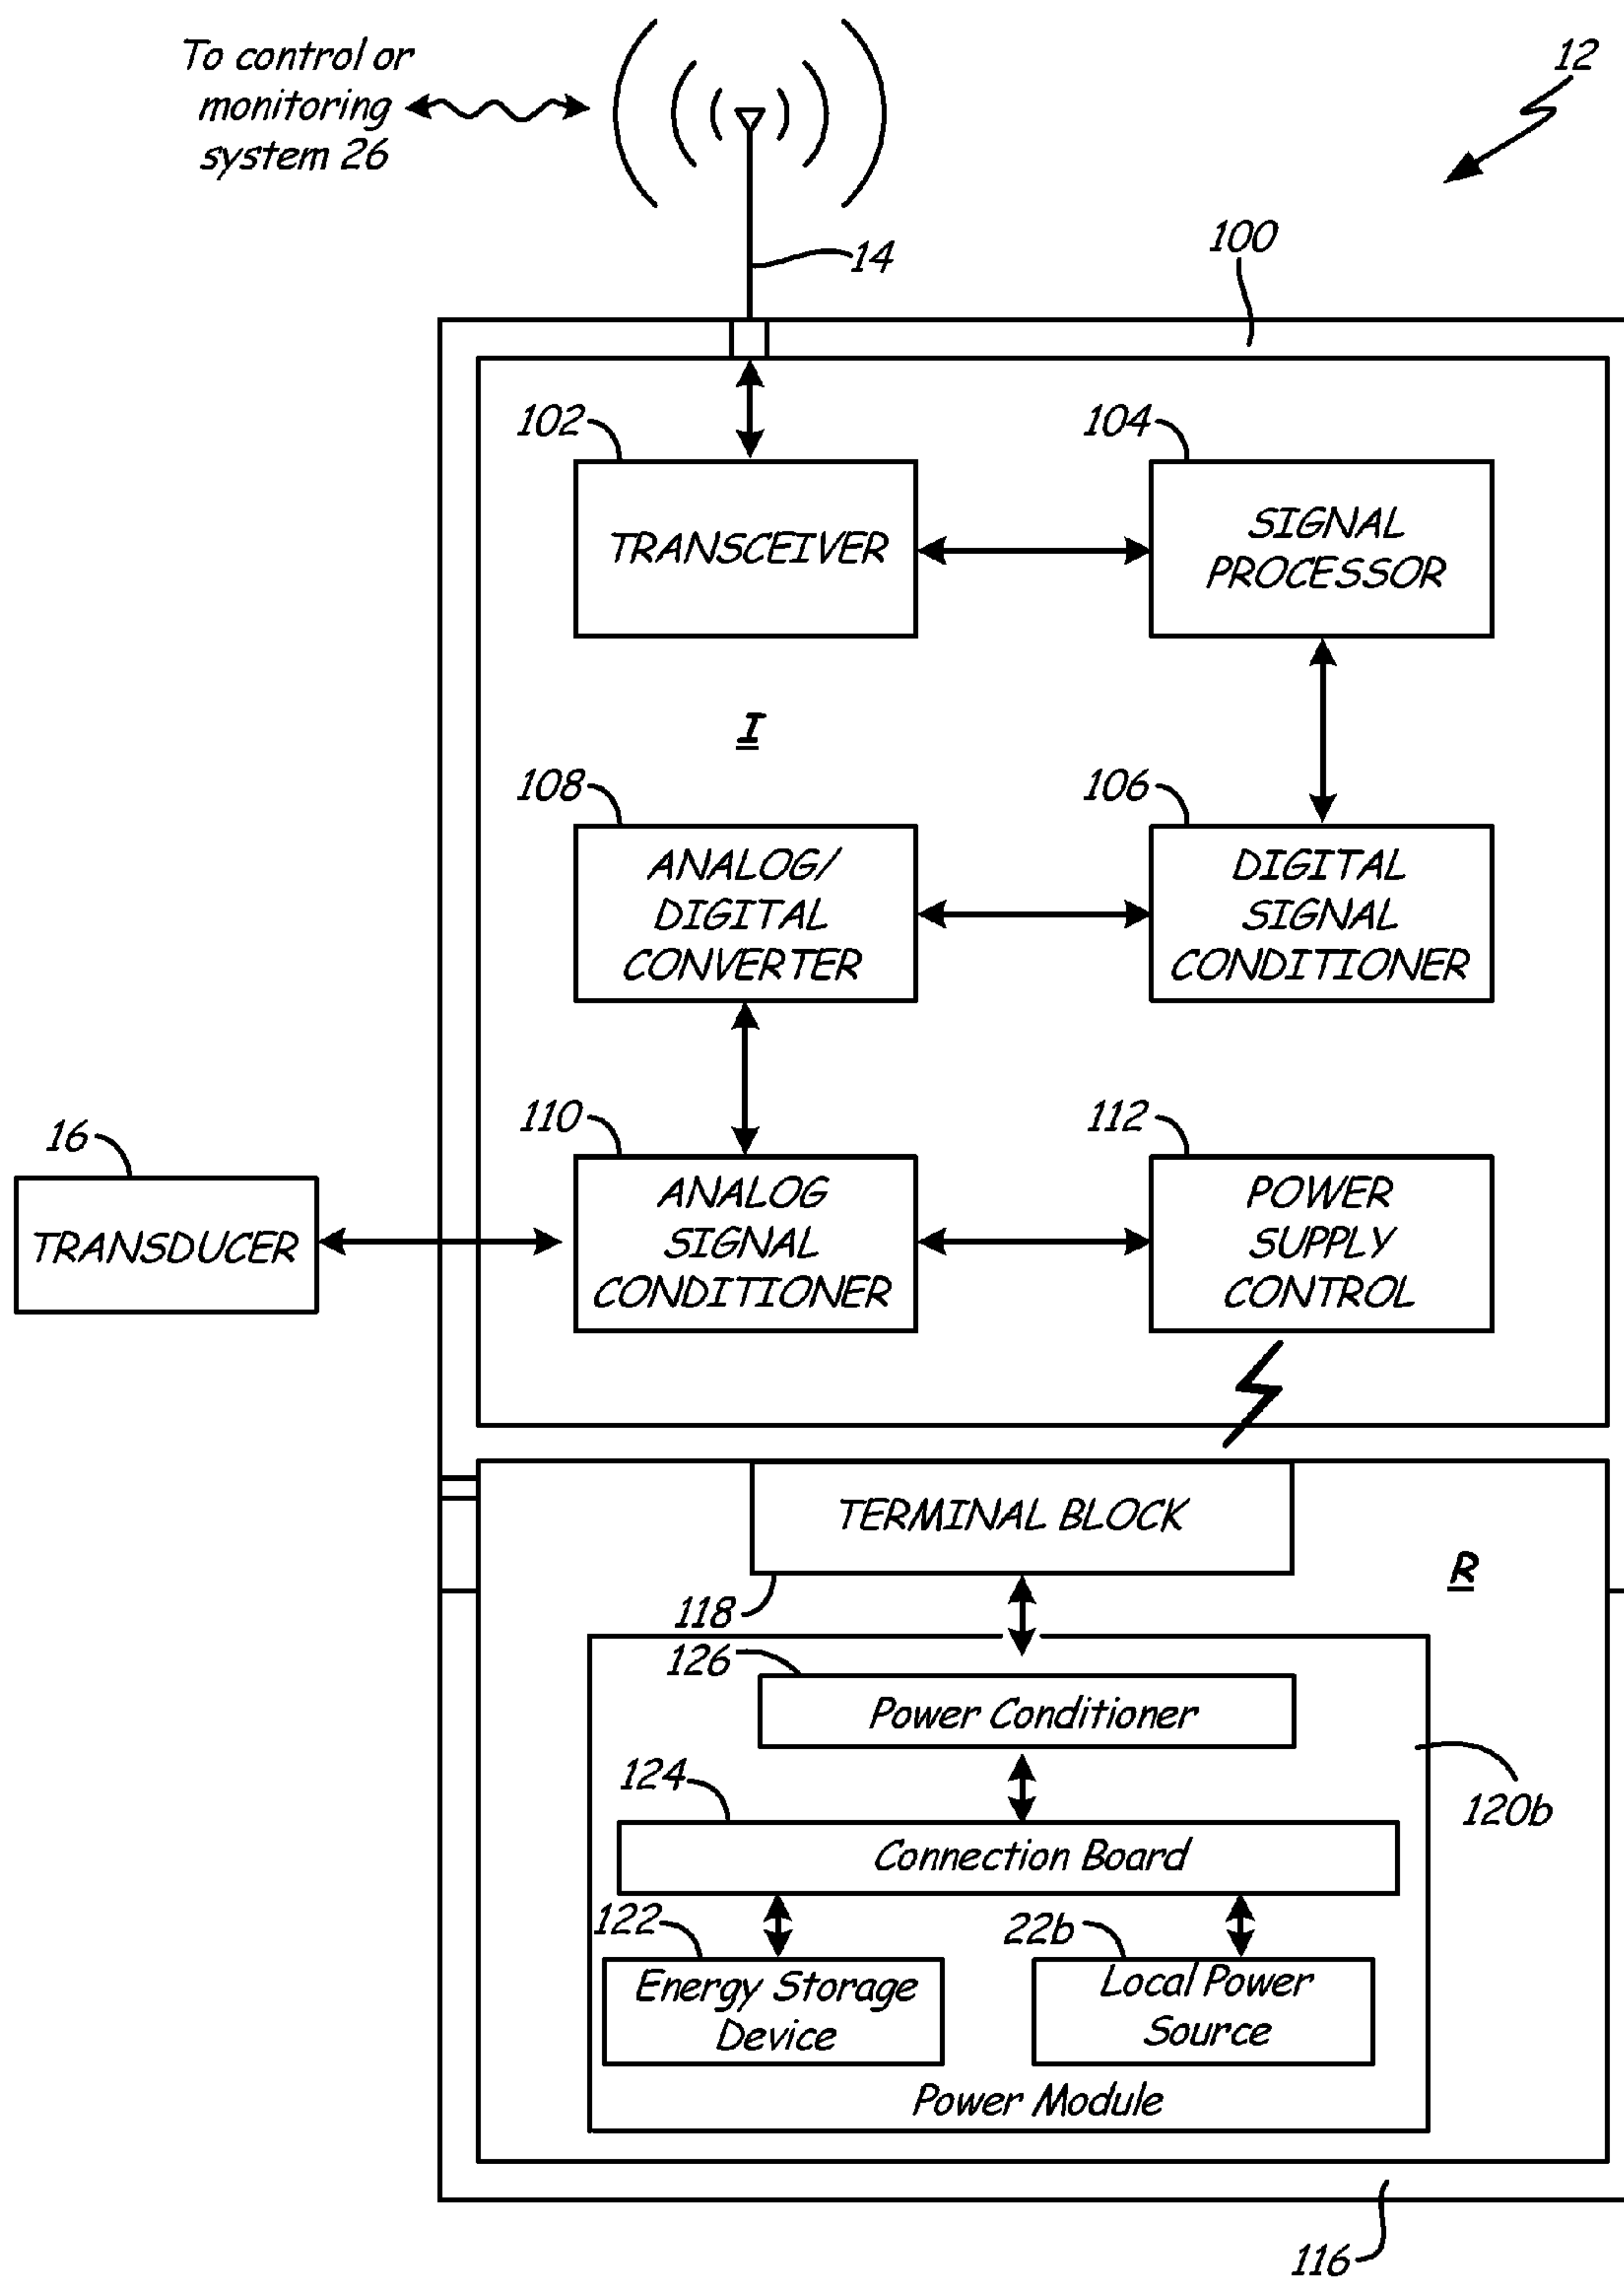 To control or
monitoring
system 26
12
14
100
102
104
TRANSCEIVER
SIGNAL
PROCESSOR
I
108
106
ANALOG/
DIGITAL
CONVERTER
DIGITAL
SIGNAL
CONDITIONER
16
110
112
TRANSDUCER
ANALOG
SIGNAL
CONDITIONER
POWER
SUPPLY
CONTROL
TERMINAL BLOCK
R
118
126
Power Conditioner
124
120b
Connection Board
122
22b
Energy Storage
Device
Local Power
Source
Power Module
116